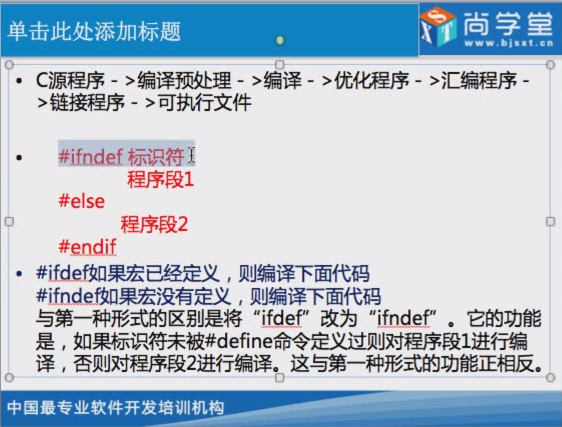 单击此处添加标题
尚学堂
www.bjsxt.cn
SXT
• C源程序－>编译预处理－>编译－>优化程序－>汇编程序－
>链接程序－>可执行文件
• #ifndef 标识符
程序段1
#else
程序段2
#endif
• #ifdef如果宏已经定义，则编译下面代码
#ifndef如果宏没有定义，则编译下面代码
与第一种形式的区别是将“ifdef”改为“ifndef”。它的功能
是，如果标识符未被#define命令定义过则对程序段1进行编
译，否则对程序段2进行编译。这与第一种形式的功能正相反。
中国最专业软件开发培训机构